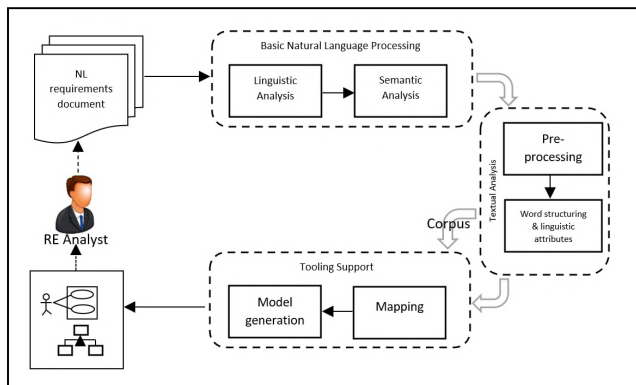 NL
requirements
document
Basic Natural Language Processing
Linguistic
Analysis
Semantic
Analysis
Textual Analysis
Pre-
processing
Word structuring
& linguistic
attributes
Corpus
RE Analyst
Tooling Support
Model
generation
Mapping